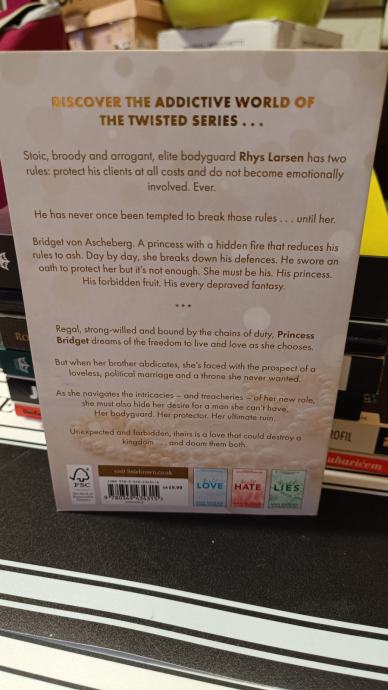 DISCOVER THE ADDICTIVE WORLD OF
THE TWISTED SERIES . . .
Stoic, broody and arrogant, elite bodyguard Rhys Larsen has two
rules: protect his clients at all costs and do not become emotionally
involved. Ever.
He has never once been tempted to break those rules . . . until her.
Bridget von Ascheberg. A princess with a hidden fire that reduces his
rules to ash. Day by day, she breaks down his defences. He swore an
oath to protect her but it's not enough. She must be his. His princess.
His forbidden fruit. His every depraved fantasy.
Regal, strong-willed and bound by the chains of duty, Princess
Bridget dreams of the freedom to live and love as she chooses.
But when her brother abdicates, she's faced with the prospect of a
loveless, political marriage and a throne she never wanted.
As she navigates the intricacies – and treacheries – of her new role,
she must also hide her desire for a man she can't have.
Her bodyguard. Her protector. Her ultimate ruin.
Unexpected and forbidden, theirs is a love that could destroy a
kingdom . . . and doom them both.
FSC
visit littlebrown.co.uk
LOVE
HATE
LIES